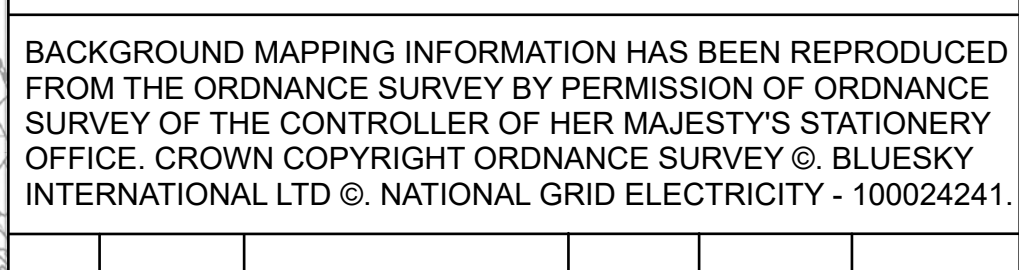 BACKGROUND MAPPING INFORMATION HAS BEEN REPRODUCED
FROM THE ORDNANCE SURVEY BY PERMISSION OF ORDNANCE
SURVEY OF THE CONTROLLER OF HER MAJESTY'S STATIONERY
OFFICE. CROWN COPYRIGHT ORDNANCE SURVEY ©. BLUESKY
INTERNATIONAL LTD ©. NATIONAL GRID ELECTRICITY - 100024241.